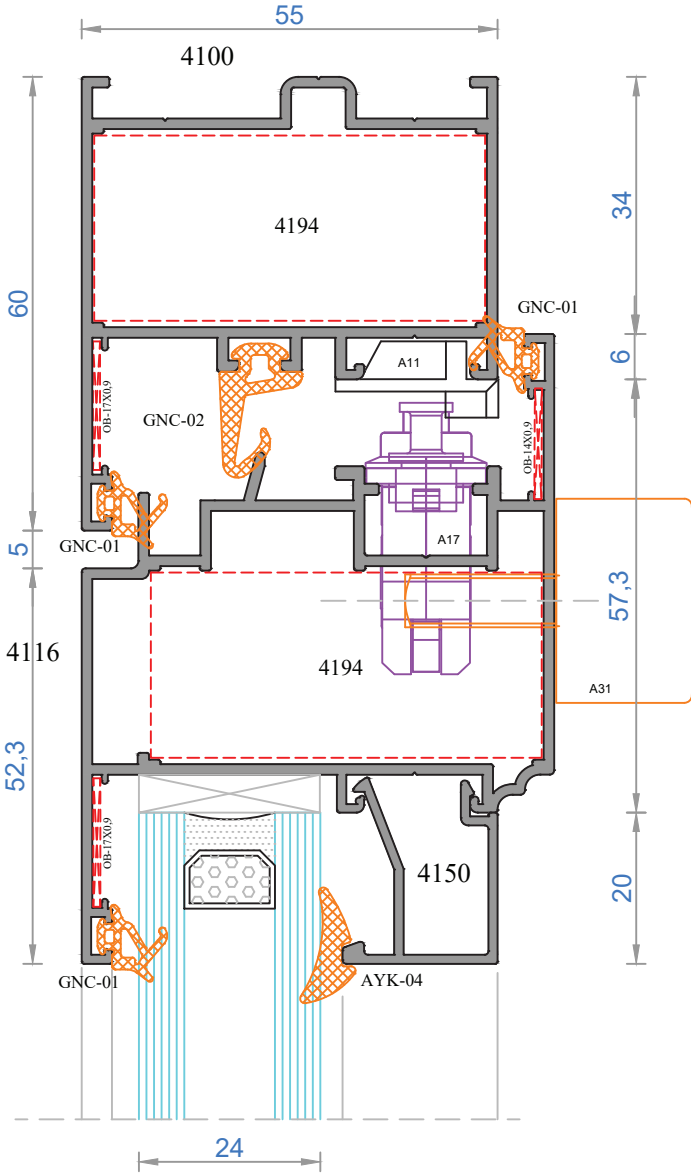 55
4100
34
4194
60
GNC-01
6
A11
OB-17X0,9
GNC-02
OB-14X0,9
A17
GNC-01
5
57,3
4116
4194
A31
52,3
OB-17X0,9
4150
20
GNC-01
AYK-04
24